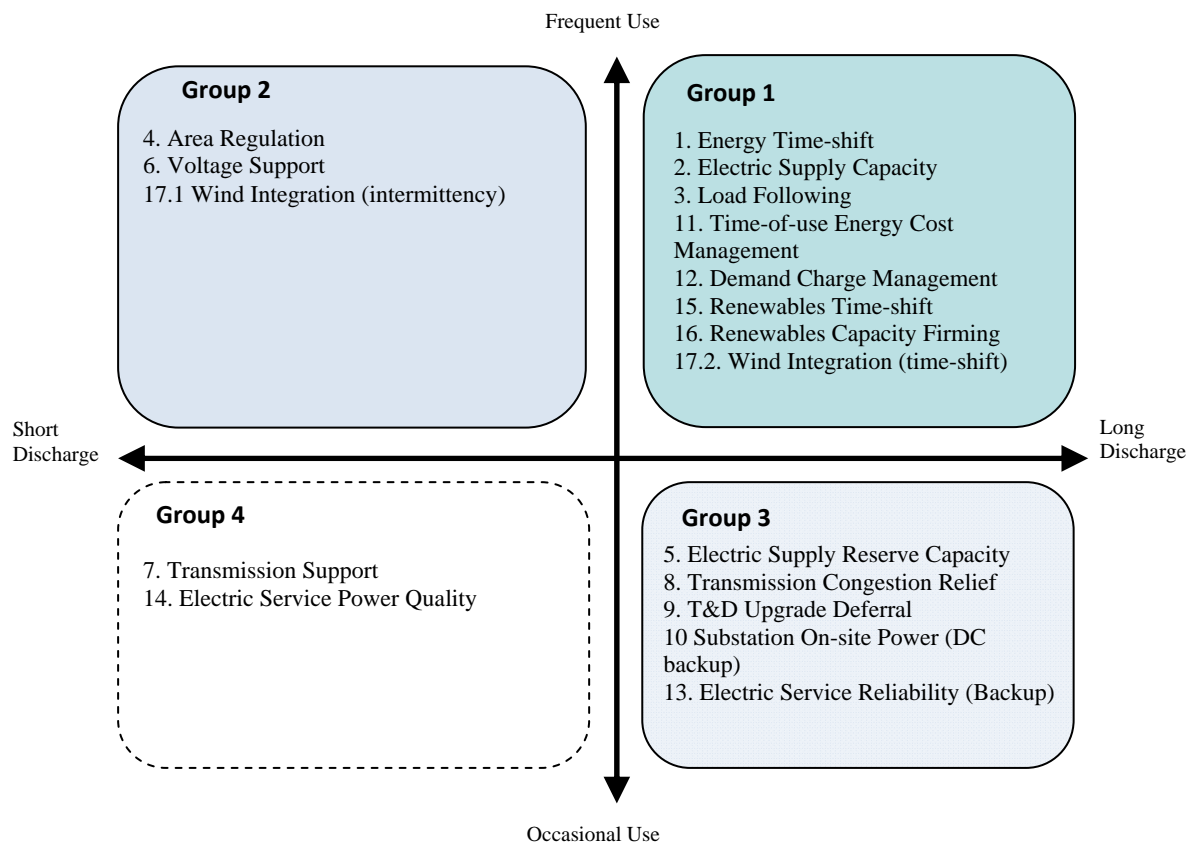 Frequent Use
Group 2
4. Area Regulation
6. Voltage Support
17.1 Wind Integration (intermittency)
Group 1
1. Energy Time-shift
2. Electric Supply Capacity
3. Load Following
11. Time-of-use Energy Cost
Management
12. Demand Charge Management
15. Renewables Time-shift
16. Renewables Capacity Firming
17.2. Wind Integration (time-shift)
Short
Discharge
Long
Discharge
Group 4
7. Transmission Support
14. Electric Service Power Quality
Group 3
5. Electric Supply Reserve Capacity
8. Transmission Congestion Relief
9. T&D Upgrade Deferral
10 Substation On-site Power (DC
backup)
13. Electric Service Reliability (Backup)
Occasional Use